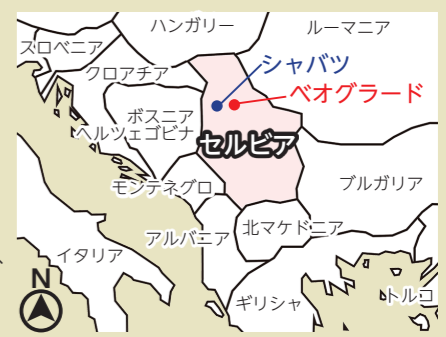 ハンガリー
ルーマニア
スロベニア
シャバツ
クロアチア
ベオグラード
ボスニア
ヘルツェゴビナ
セルビア
モンテネグロ
ブルガリア
北マケドニア
アルバニア
イタリア
N
ギリシャ
トルコ